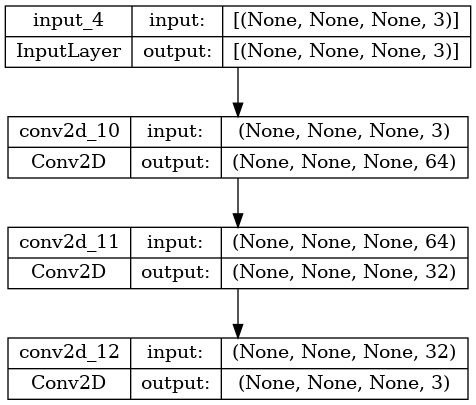 input_4 input: [(None, None, None, 3)]
InputLayer output: [(None, None, None, 3)]
conv2d_10 input: (None, None, None, 3)
Conv2D output: (None, None, None, 64)
conv2d_11 input: (None, None, None, 64)
Conv2D output: (None, None, None, 32)
conv2d_12 input: (None, None, None, 32)
Conv2D output: (None, None, None, 3)